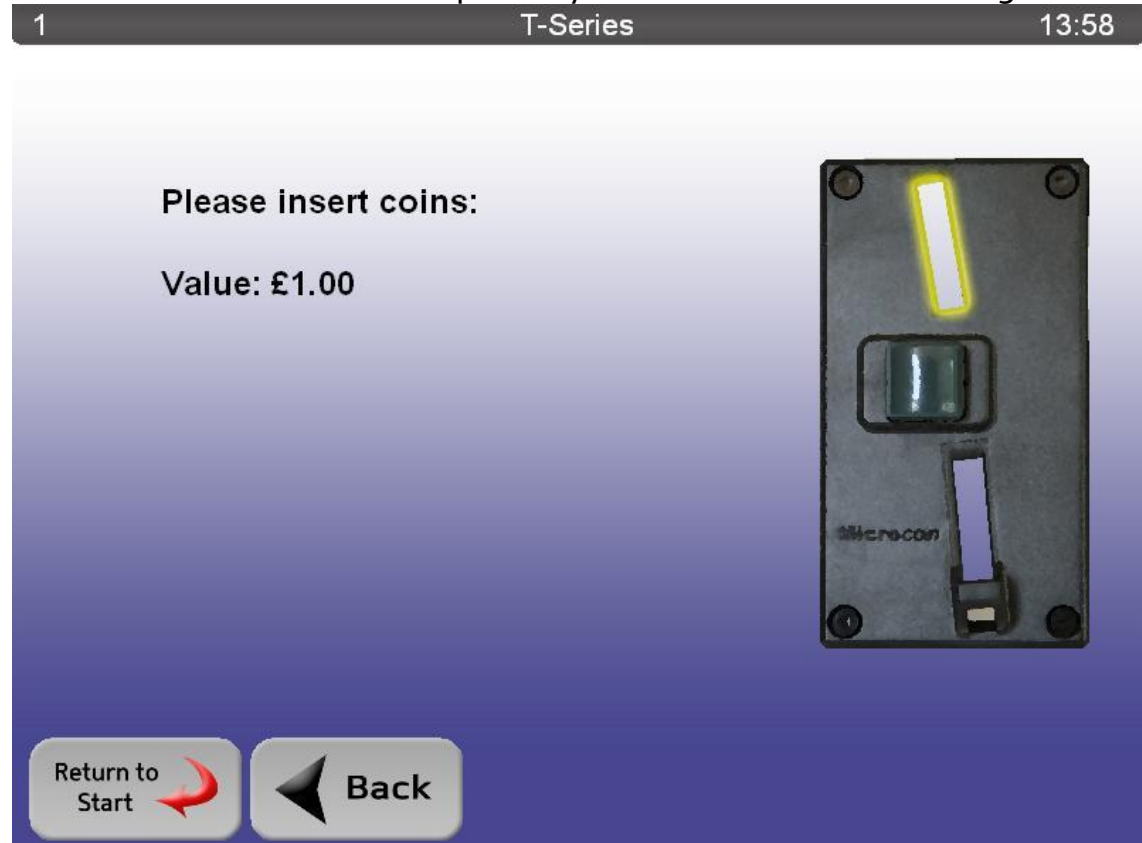 1 T-Series 13:58
Please insert coins:
Value: £1.00
Microcoin
Return to
Start
Back